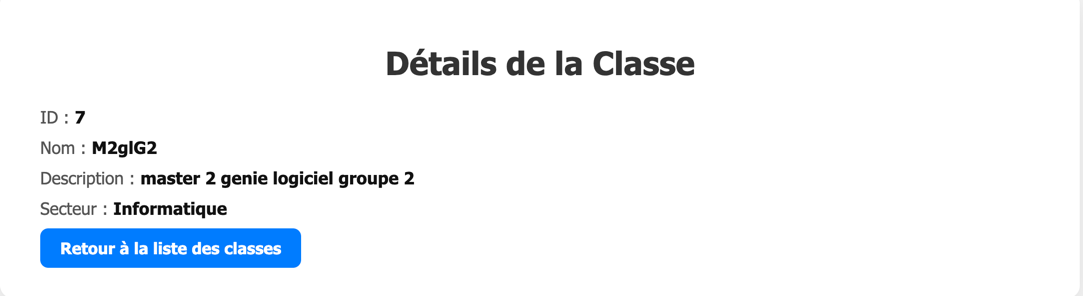 Détails de la Classe
ID : 7
Nom : M2glG2
Description : master 2 genie logiciel groupe 2
Secteur : Informatique
Retour à la liste des classes